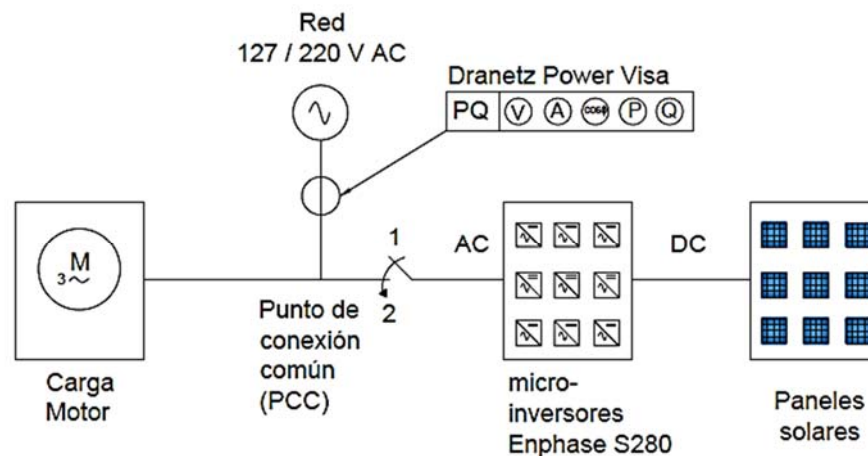 Red
127 / 220 V AC
Dranetz Power Visa
PQ V A cosϕ P Q
1
AC
DC
M
3
2
Punto de
conexión
común
(PCC)
Carga
Motor
micro-
inversores
Enphase S280
Paneles
solares